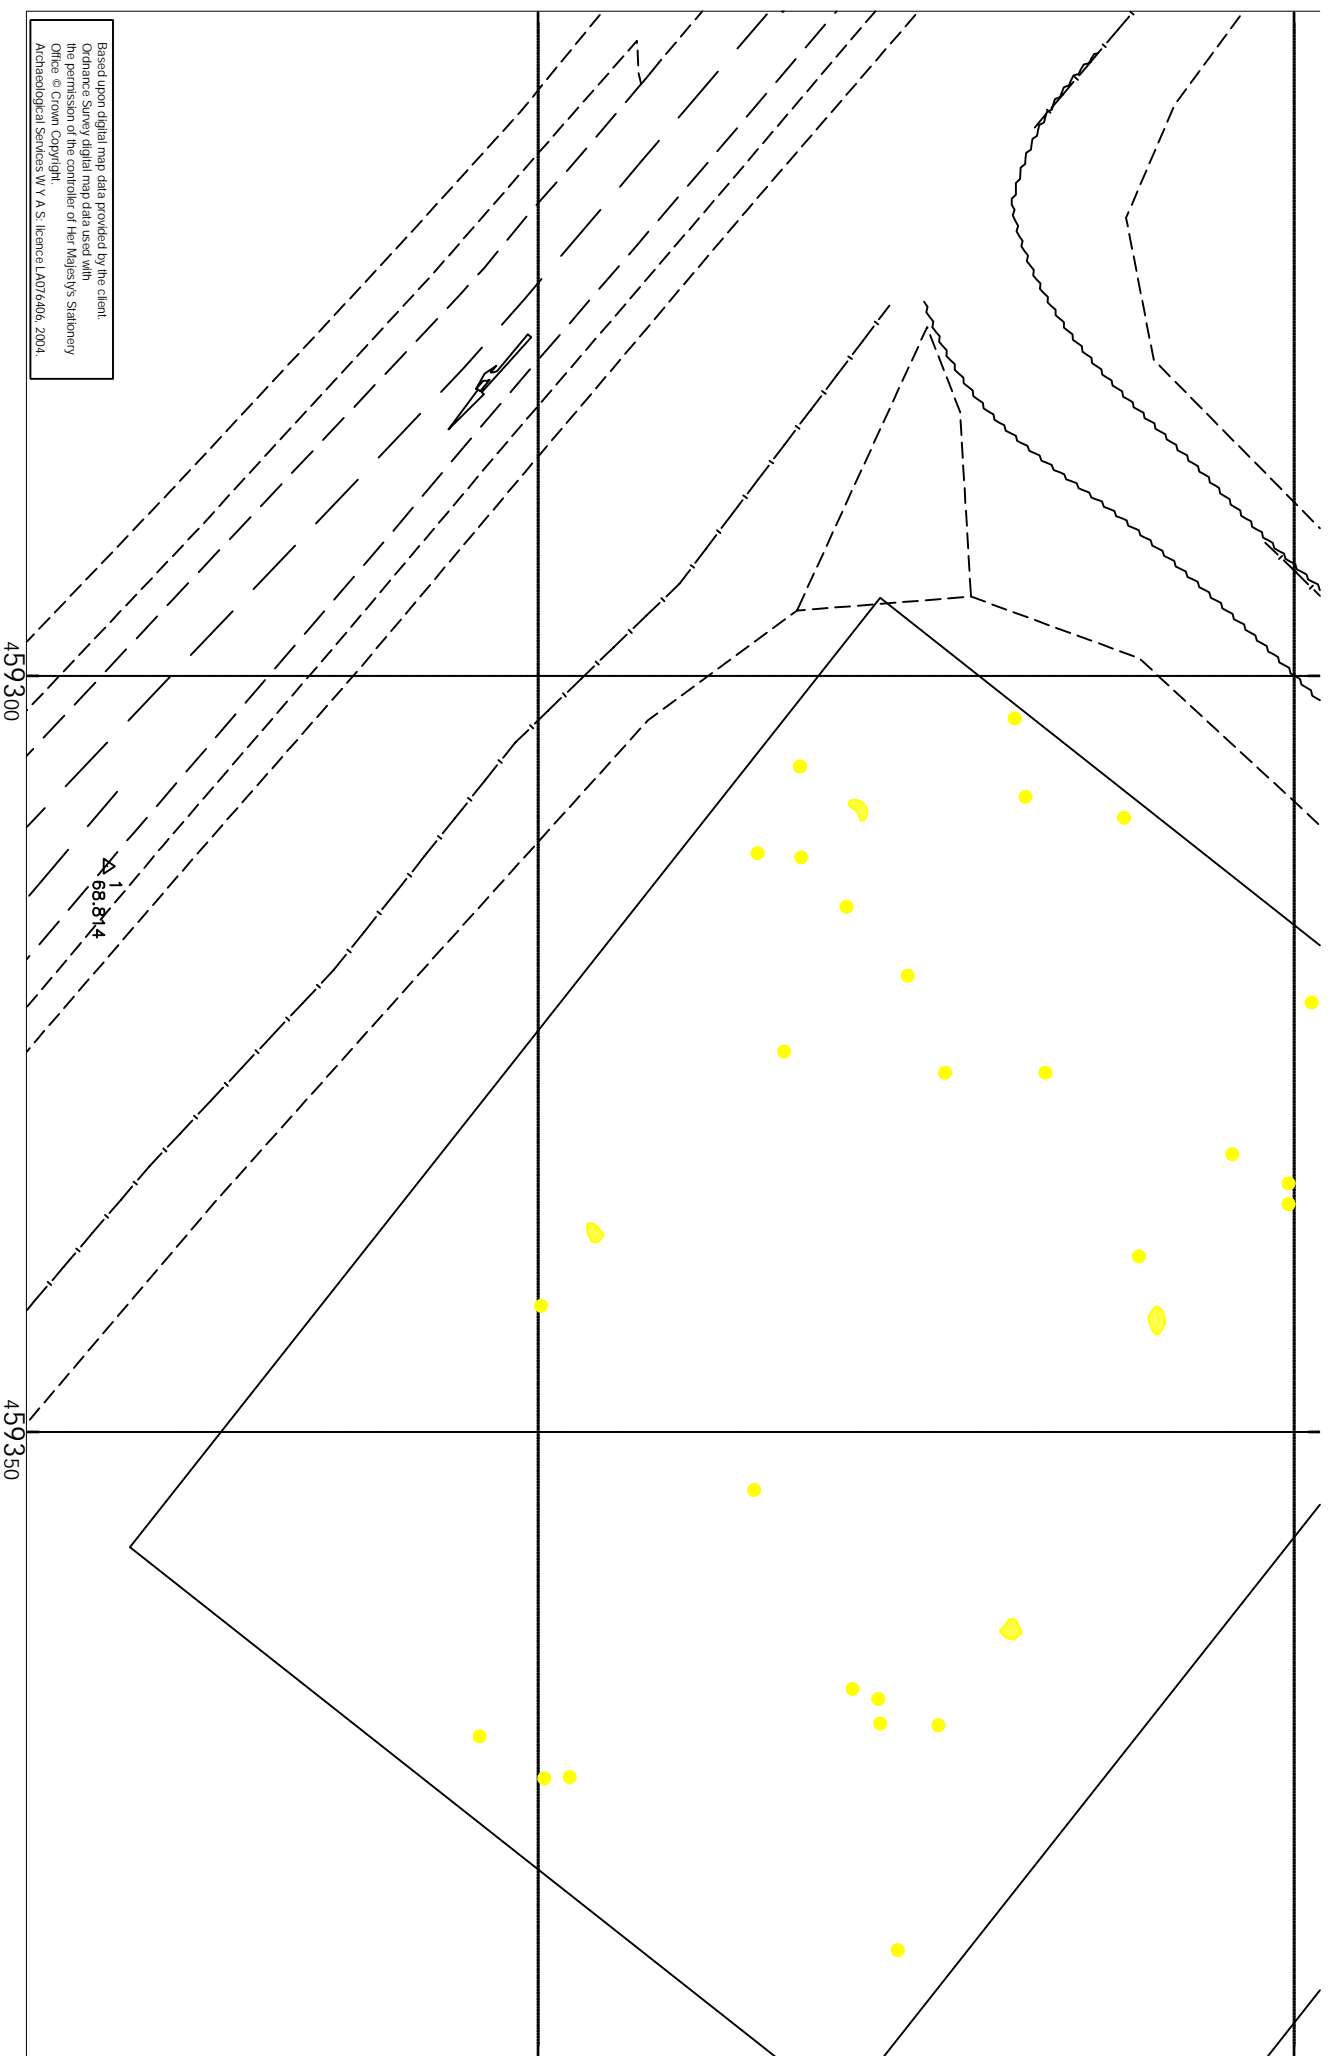 Based upon digital map data provided by the client.
Ordnance Survey digital map data used with
the permission of the controller of Her Majesty's Stationery
Office © Crown Copyright.
Archaeological Services W Y A S: licence LA076406, 2004.
459300
1
68.814
459350